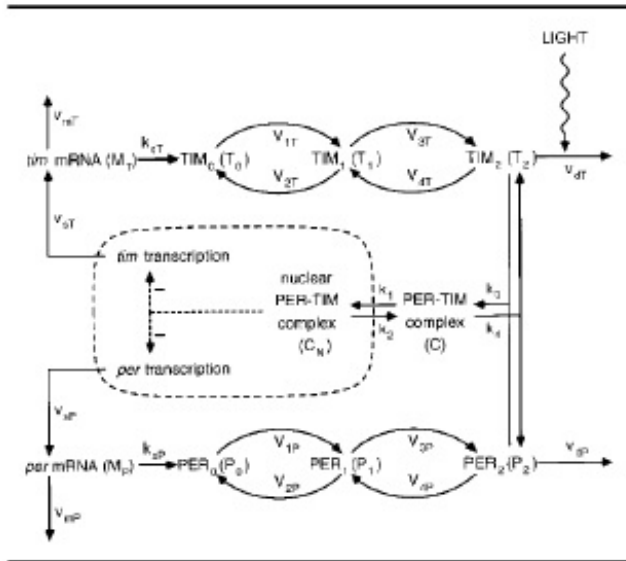 LIGHT
v_mT
k_sT
V_1T
V_3T
tim mRNA (M_T)
TIM_0 (T_0)
TIM_1 (T_1)
TIM_2 (T_2)
V_2T
V_4T
v_dT
v_sT
tim transcription
nuclear
PER-TIM
complex
(C_N)
k_1
k_2
PER-TIM
complex
(C)
k_3
k_4
–
–
per transcription
v_sP
k_sP
V_1P
V_3P
per mRNA (M_P)
PER_0 (P_0)
PER_1 (P_1)
PER_2 (P_2)
V_2P
V_4P
v_dP
v_mP